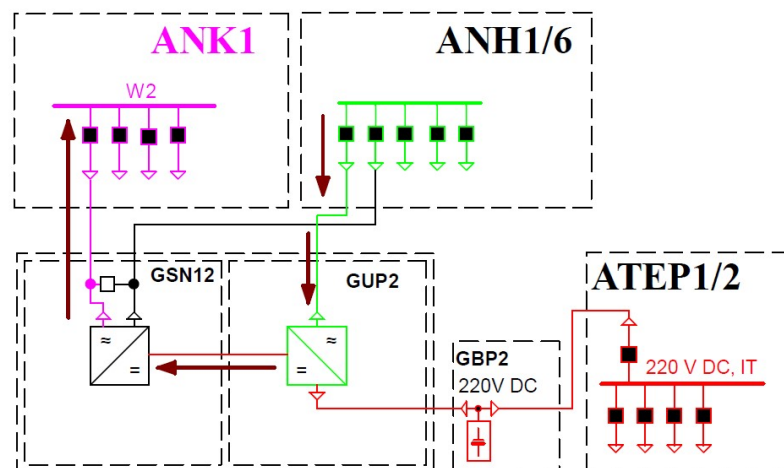 ANK1
ANH1/6
W2
GSN12
GUP2
ATEP1/2
≈
≈
=
=
GBP2
220V DC
220 V DC, IT